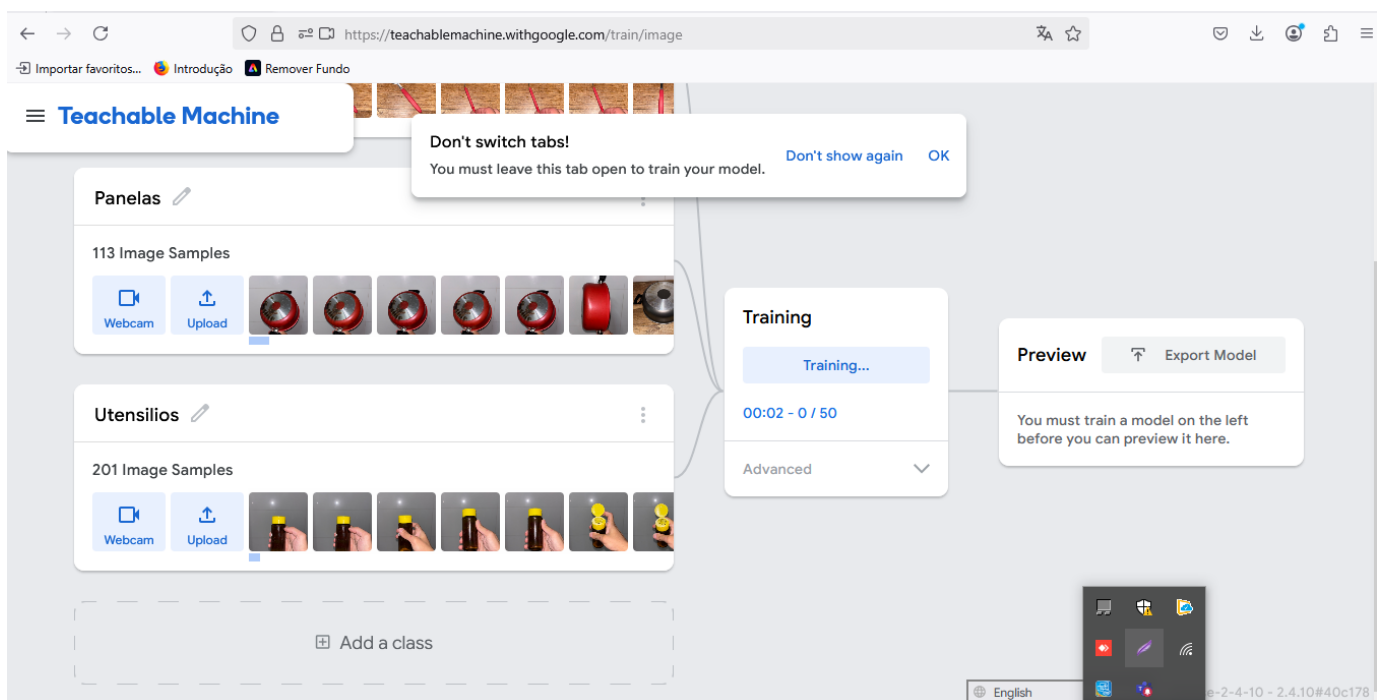 https://teachablemachine.withgoogle.com/train/image
Importar favoritos... Introdução Remover Fundo
Teachable Machine
Don't switch tabs!
You must leave this tab open to train your model.
Don't show again OK
Panelas
113 Image Samples
Webcam Upload
Utensilios
201 Image Samples
Webcam Upload
Add a class
Training
Training...
00:02 - 0 / 50
Advanced
Preview Export Model
You must train a model on the left
before you can preview it here.
English
e-2-4-10 - 2.4.10#40c178